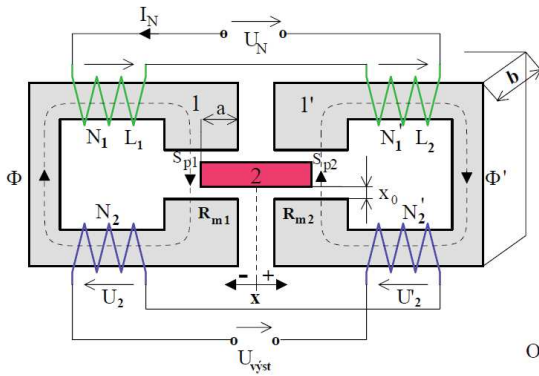 I_N
U_N
b
1 a 1'
N_1 L_1 N_1' L_2
S_p1 S_p2
Φ 2 x_0 Φ'
R_m1 R_m2
N_2 N_2'
- +
x
U_2 U'_2
U_výst
O